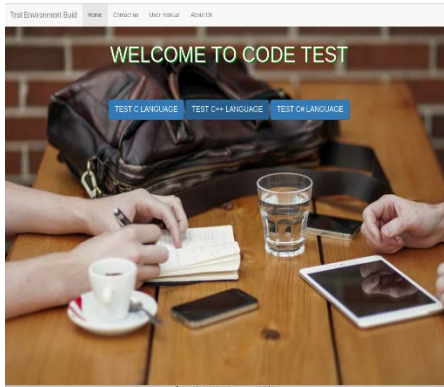 Test Environment Buid Home Contact us User manual About Us
WELCOME TO CODE TEST
TEST C LANGUAGE TEST C++ LANGUAGE TEST C# LANGUAGE